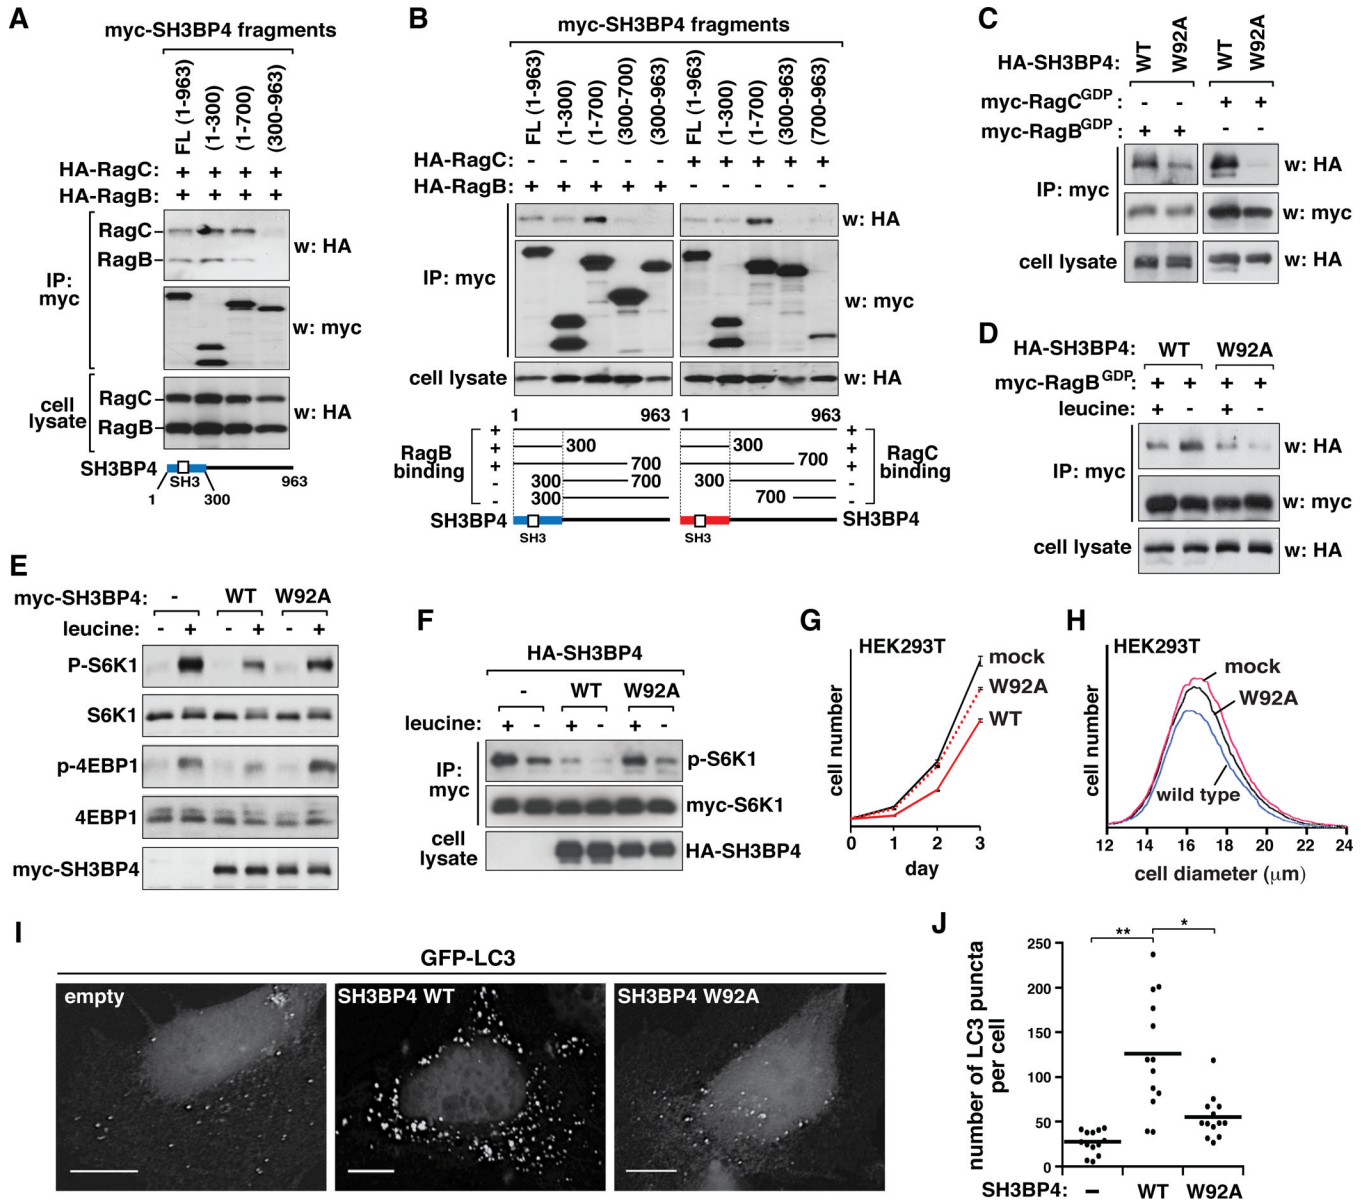 A
myc-SH3BP4 fragments
FL (1-963)
(1-300)
(1-700)
(300-963)
HA-RagC: + + + +
HA-RagB: + + + +
RagC
RagB
w: HA
IP: myc
w: myc
cell lysate
RagC
RagB
w: HA
SH3BP4
SH3
1
300
963
B
myc-SH3BP4 fragments
FL (1-963)
(1-300)
(1-700)
(300-700)
(300-963)
FL (1-963)
(1-300)
(1-700)
(300-963)
(700-963)
HA-RagC: - - - - - + + + + +
HA-RagB: + + + + + - - - - -
w: HA
IP: myc
w: myc
cell lysate
w: HA
1 963 1 963
RagB binding
+
+ 300
+ 700
- 300 700
- 300
SH3BP4
SH3
RagC binding
+
300 +
700 +
300 -
700 -
SH3BP4
SH3
C
HA-SH3BP4: WT W92A WT W92A
myc-RagC GDP : - - + +
myc-RagB GDP : + + - -
IP: myc
w: HA
w: myc
cell lysate
w: HA
D
HA-SH3BP4: WT W92A
myc-RagB GDP: + + + +
leucine: + - + -
IP: myc
w: HA
w: myc
cell lysate
w: HA
E
myc-SH3BP4: - WT W92A
leucine: - + - + - +
P-S6K1
S6K1
p-4EBP1
4EBP1
myc-SH3BP4
F
HA-SH3BP4
- WT W92A
leucine: + - + - + -
IP: myc
p-S6K1
myc-S6K1
cell lysate
HA-SH3BP4
G
HEK293T
mock
W92A
WT
cell number
0 1 2 3
day
H
HEK293T
mock
W92A
wild type
cell number
12 14 16 18 20 22 24
cell diameter (μm)
I
GFP-LC3
empty
SH3BP4 WT
SH3BP4 W92A
J
** *
number of LC3 puncta per cell
250
200
150
100
50
0
SH3BP4: – WT W92A